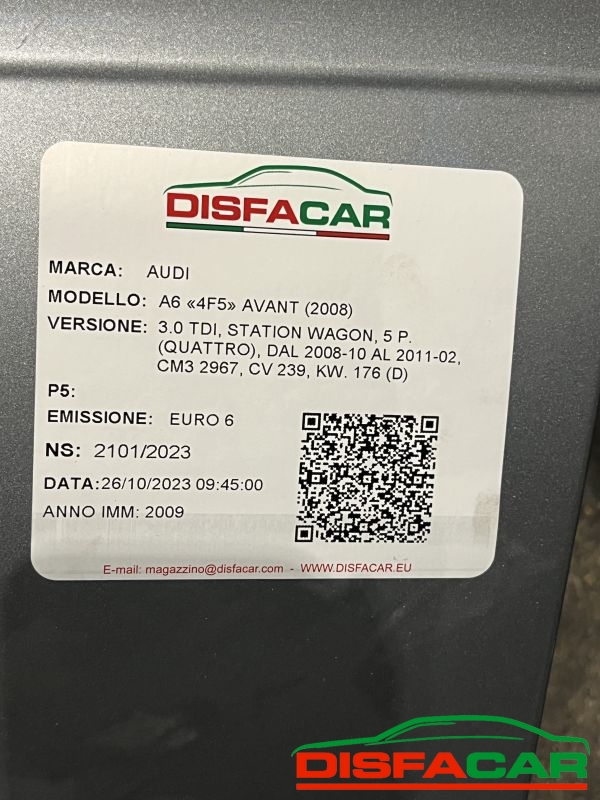 DISFACAR
MARCA: AUDI
MODELLO: A6 «4F5» AVANT (2008)
VERSIONE: 3.0 TDI, STATION WAGON, 5 P.
(QUATTRO), DAL 2008-10 AL 2011-02,
CM3 2967, CV 239, KW. 176 (D)
P5:
EMISSIONE: EURO 6
NS: 2101/2023
DATA:26/10/2023 09:45:00
ANNO IMM: 2009
E-mail: magazzino@disfacar.com - WWW.DISFACAR.EU
DISFACAR